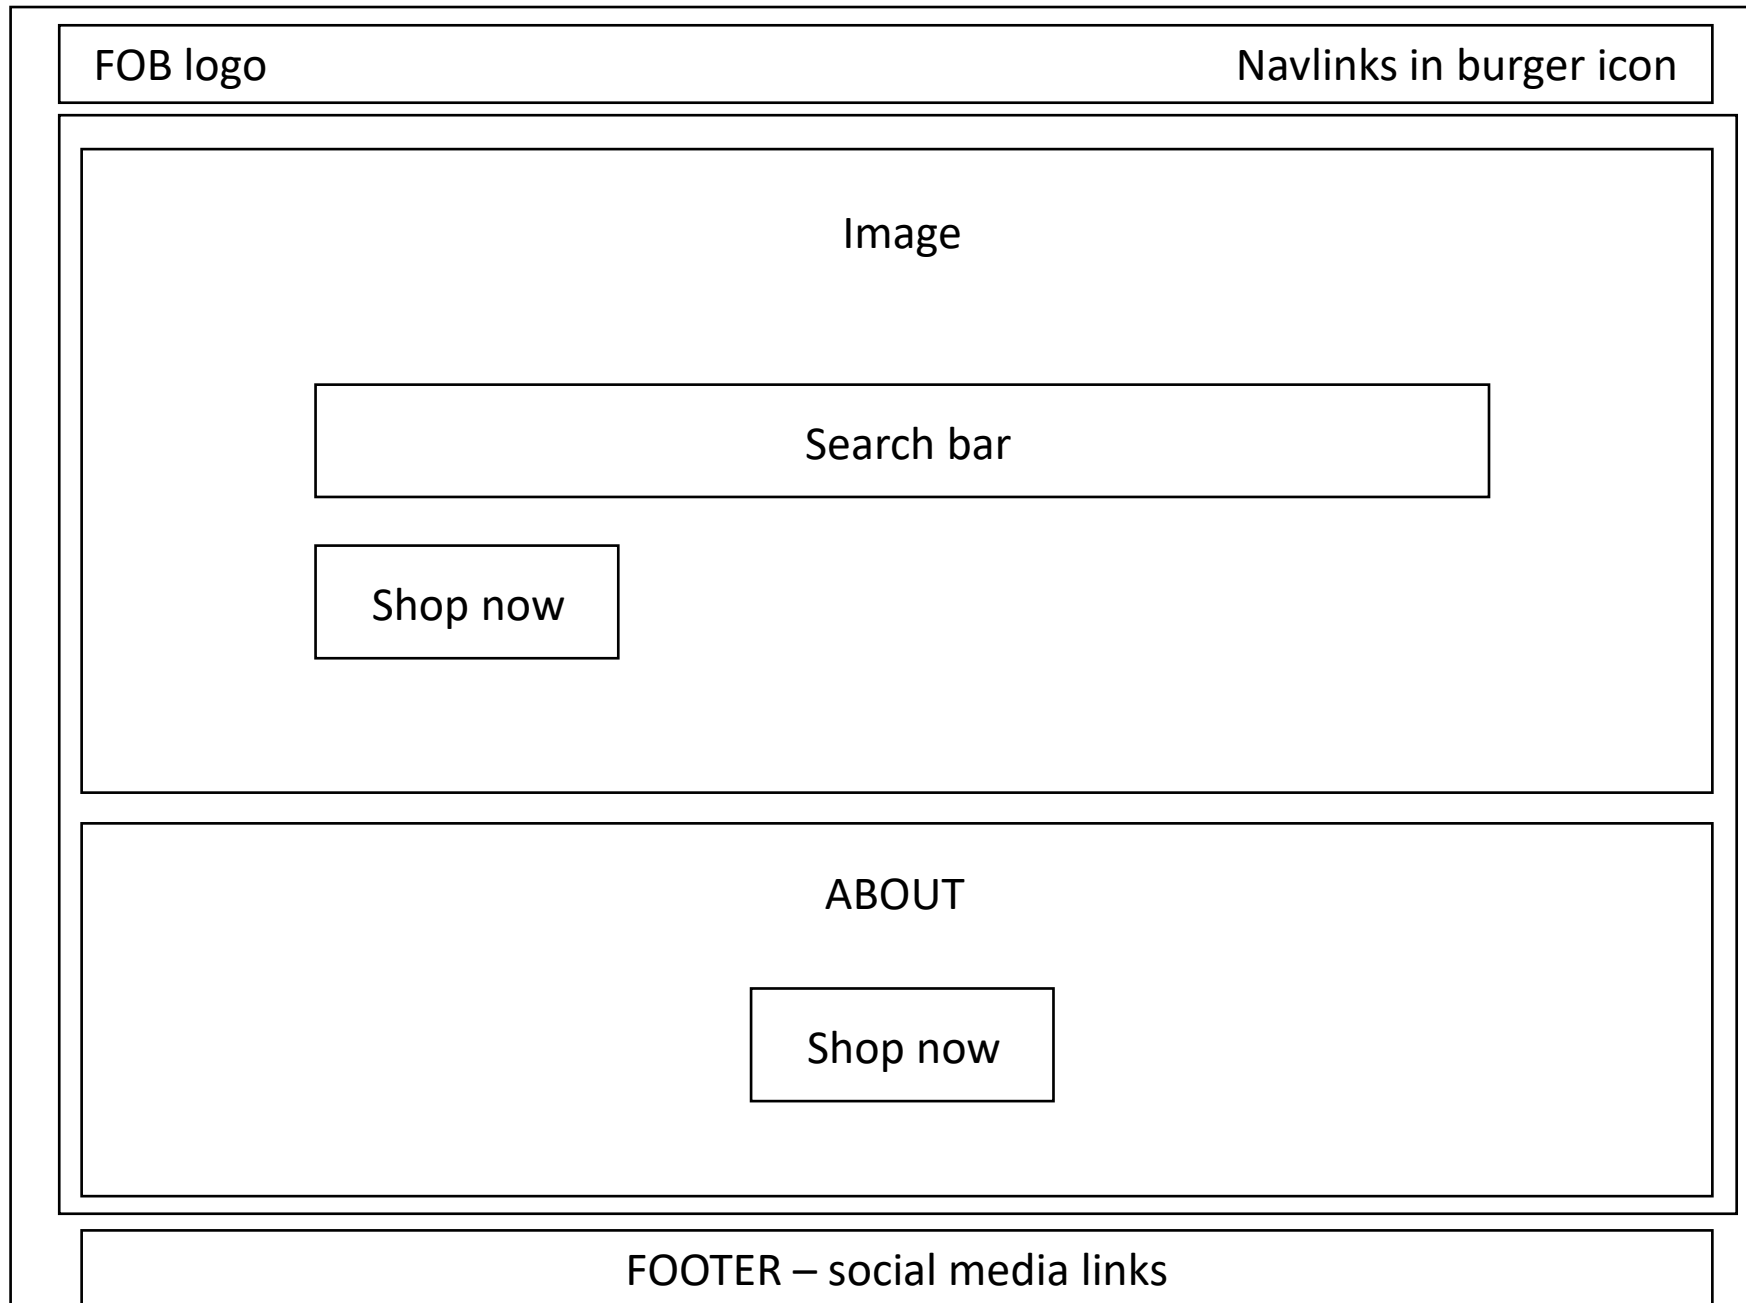 FOB logo
Navlinks in burger icon
Image
Search bar
Shop now
ABOUT
Shop now
FOOTER – social media links